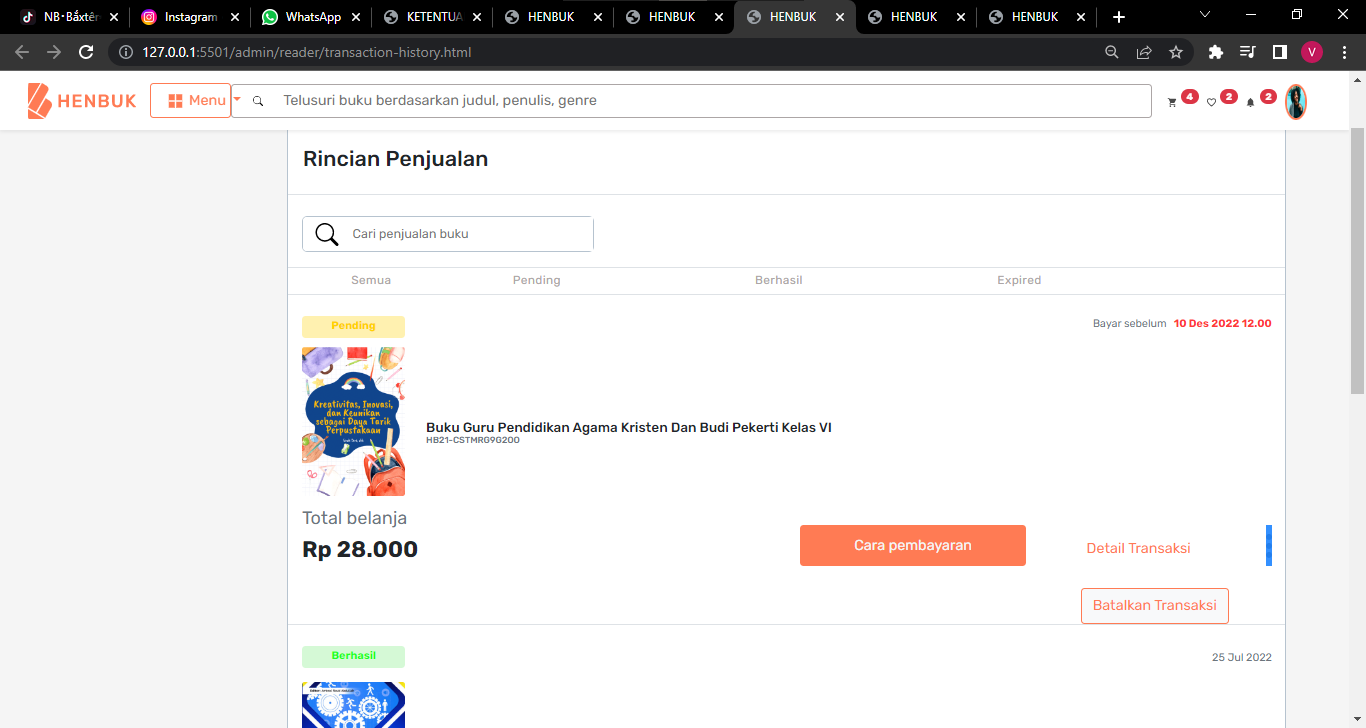 NB•Båxtên
Instagram
WhatsApp
KETENTUA
HENBUK
HENBUK
HENBUK
HENBUK
HENBUK
127.0.0.1:5501/admin/reader/transaction-history.html
V
HENBUK
Menu
Telusuri buku berdasarkan judul, penulis, genre
4
2
2
Rincian Penjualan
Cari penjualan buku
Semua Pending Berhasil Expired
Pending
Bayar sebelum 10 Des 2022 12.00
Kreativitas, Inovasi,
dan Keunikan
sebagai Daya Tarik
Perpustakaan
Buku Guru Pendidikan Agama Kristen Dan Budi Pekerti Kelas VI
HB21-CSTMRG9G200
Total belanja
Rp 28.000
Cara pembayaran
Detail Transaksi
Batalkan Transaksi
Berhasil
25 Jul 2022